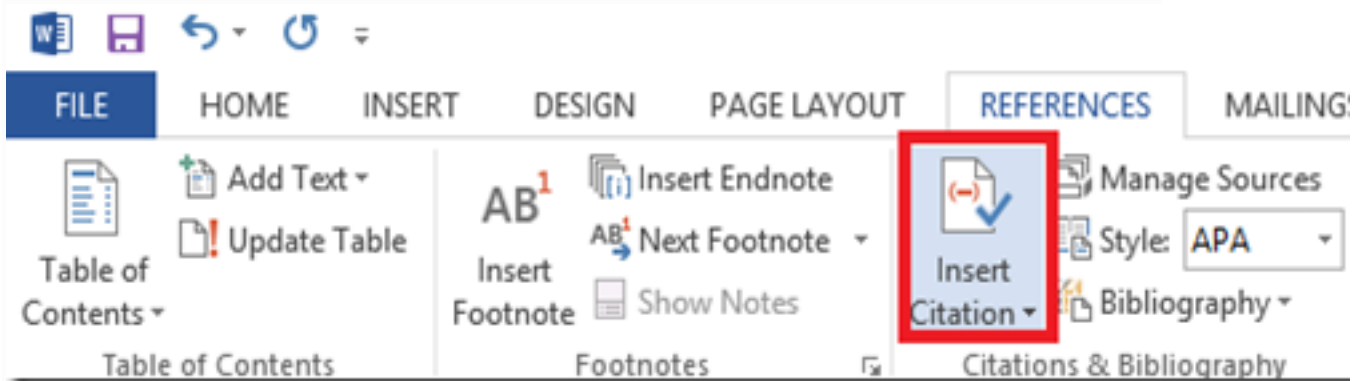 FILE HOME INSERT DESIGN PAGE LAYOUT REFERENCES MAILINGS
Table of
Contents
Add Text
Update Table
Table of Contents
AB1
Insert
Footnote
Insert Endnote
AB1 Next Footnote
Show Notes
Footnotes
Insert
Citation
Manage Sources
Style: APA
Bibliography
Citations & Bibliography